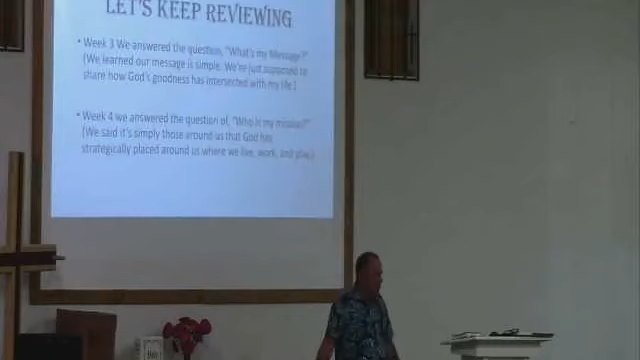 LET'S KEEP REVIEWING
• Week 3 We answered the question, "What's my Message?"
(We learned our message is simple. We're just supposed to
share how God's goodness has intersected with my life.)
• Week 4 we answered the question of, "Who is my mission?"
(We said it's simply those around us that God has
strategically placed around us where we live, work, and play.)